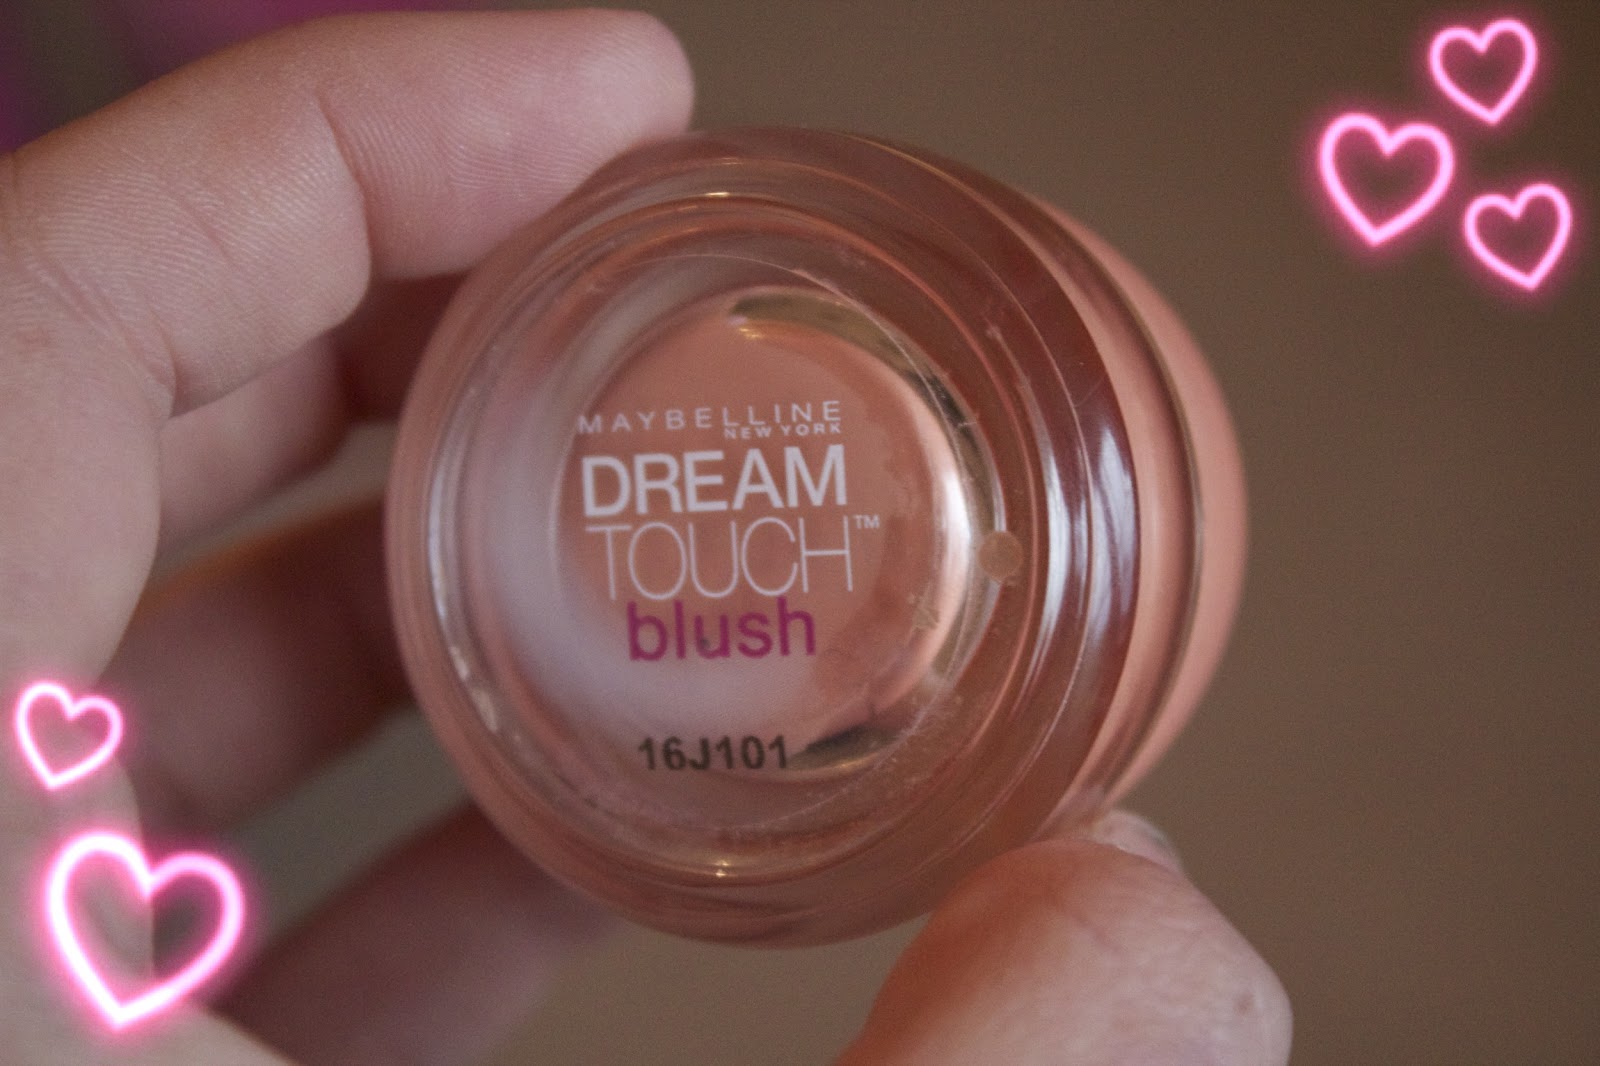 MAYBELLINE
NEW YORK
DREAM
TOUCH™
blush
16J101